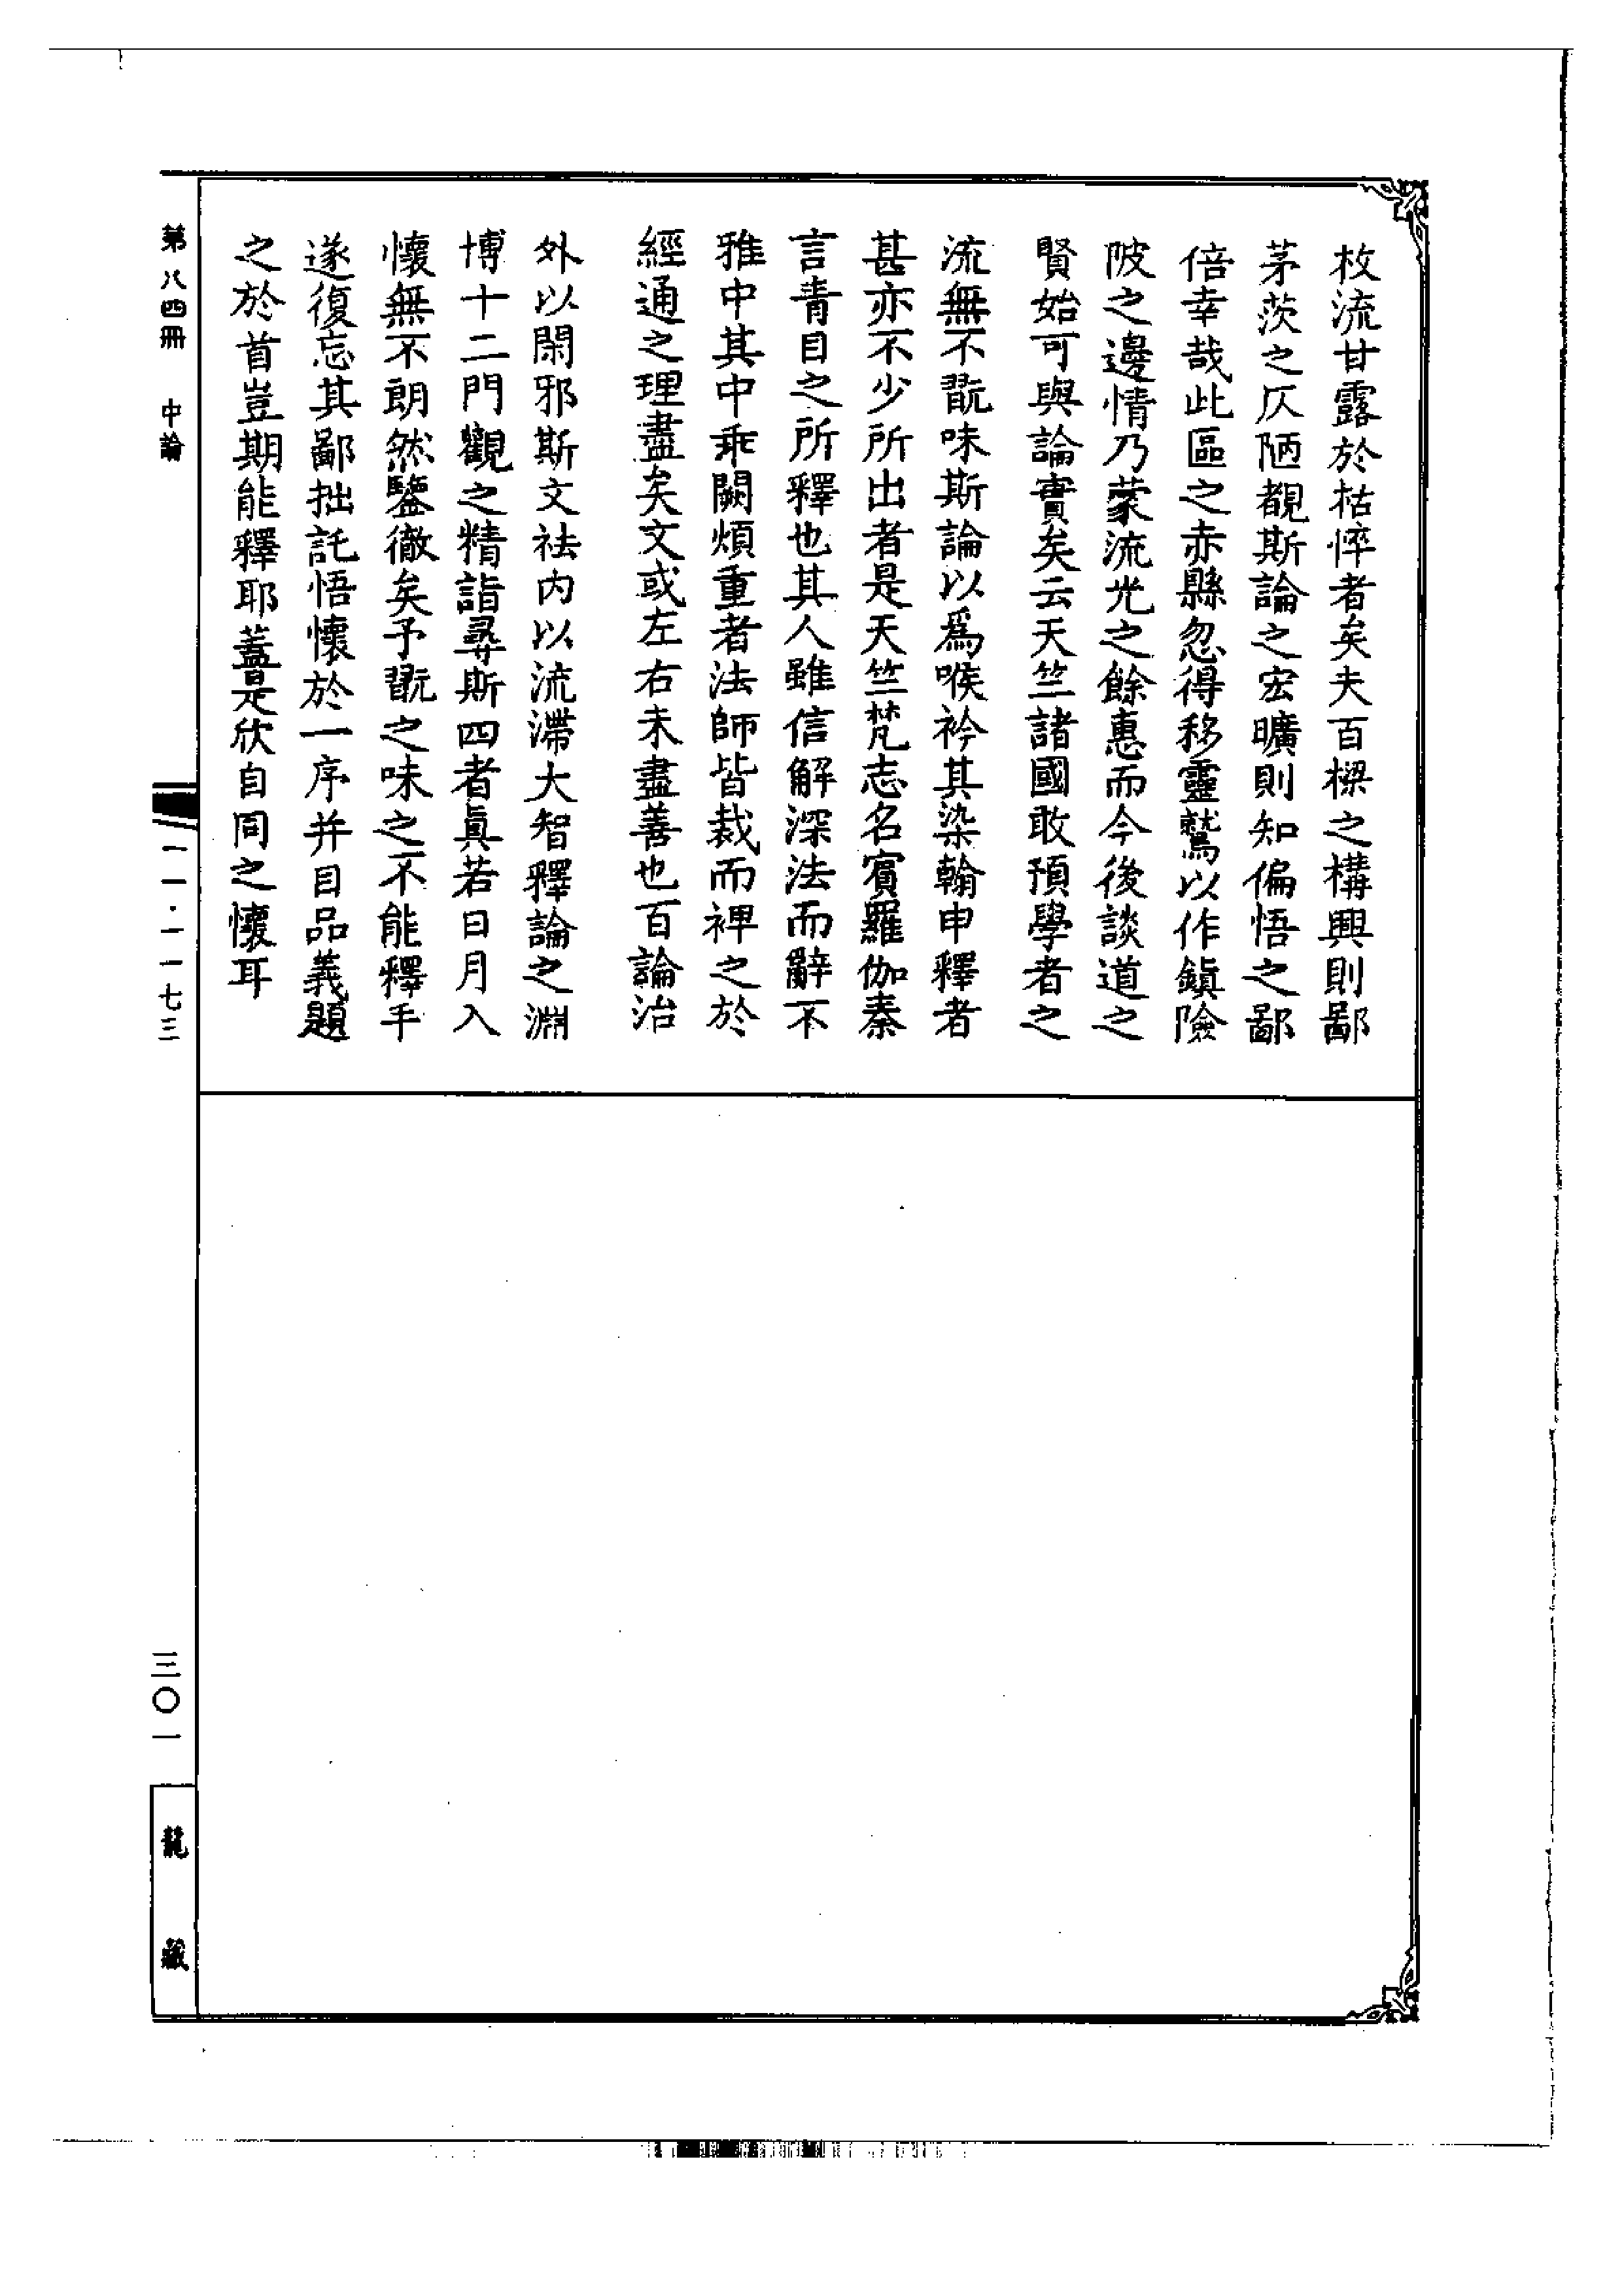 枚流甘露於枯悴者矣夫百樑之構興則鄙
茅茨之仄陋覩斯論之宏曠則知偏悟之鄙
倍幸哉此區之赤縣忽得移靈鷲以作鎮險
陂之邊情乃蒙流光之餘惠而今後談道之
賢始可與論實矣云天竺諸國敢預學者之
流無不翫味斯論以爲喉衿其染翰申釋者
甚亦不少所出者是天竺梵志名賓羅伽秦
言青目之所釋也其人雖信解深法而辭不
雅中其中乖闕煩重者法師皆裁而裨之於
經通之理盡矣文或左右未盡善也百論治
外以閑邪斯文祛内以流滯大智釋論之淵
博十二門觀之精詣尋斯四者眞若日月入
懷無不朗然鑒徹矣予翫之味之不能釋手
遂復忘其鄙拙託悟懷於一序并目品義題
之於首豈期能釋耶蓋是欣自同之懷耳
第八四冊 中論
一一·一一七三
三〇一
龍藏